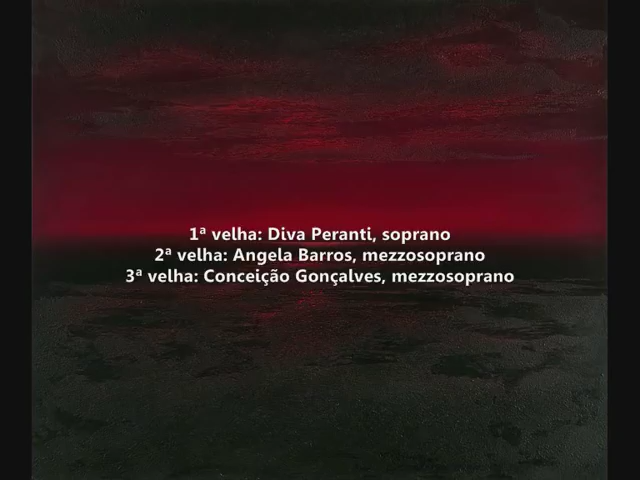 1ª velha: Diva Peranti, soprano
2ª velha: Angela Barros, mezzosoprano
3ª velha: Conceição Gonçalves, mezzosoprano